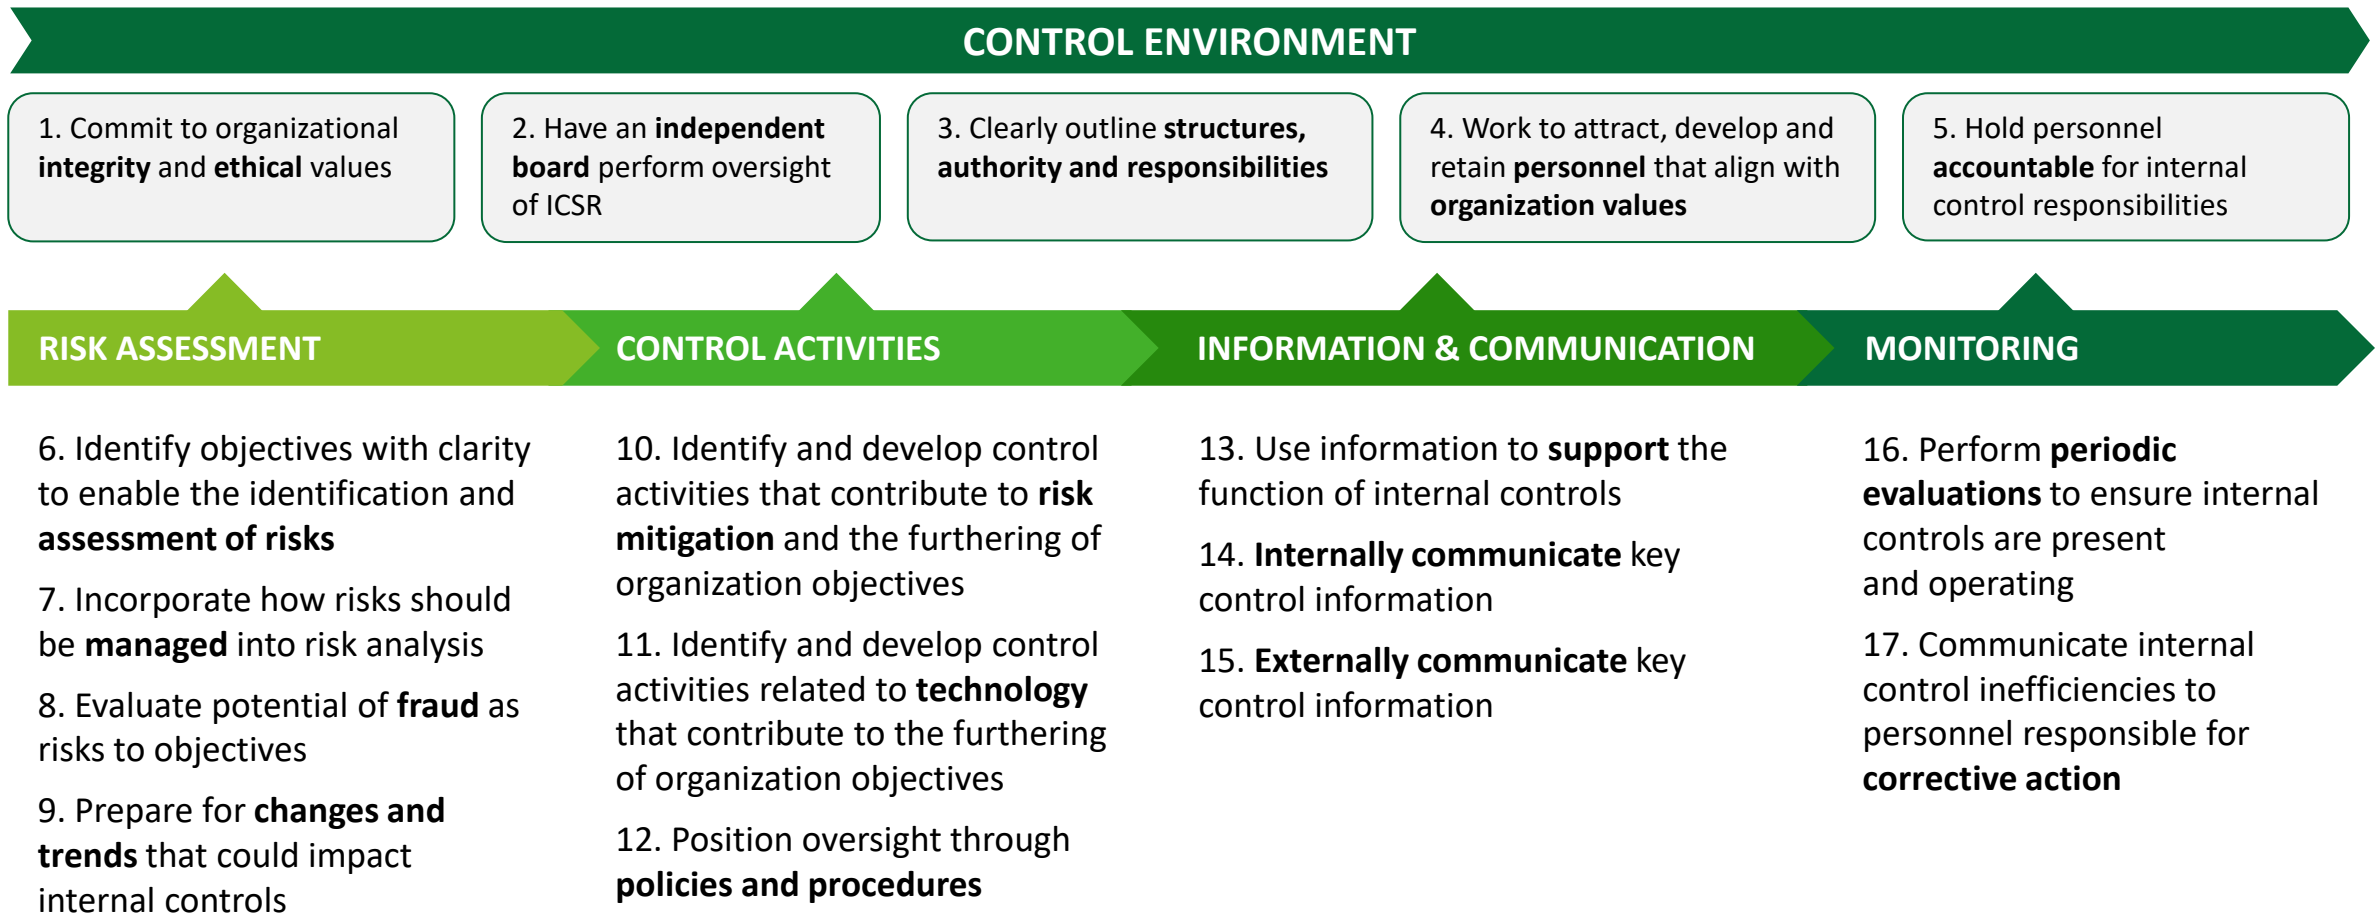 CONTROL ENVIRONMENT
1. Commit to organizational
integrity and ethical values
2. Have an independent
board perform oversight
of ICSR
3. Clearly outline structures,
authority and responsibilities
4. Work to attract, develop and
retain personnel that align with
organization values
5. Hold personnel
accountable for internal
control responsibilities
RISK ASSESSMENT
6. Identify objectives with clarity
to enable the identification and
assessment of risks
7. Incorporate how risks should
be managed into risk analysis
8. Evaluate potential of fraud as
risks to objectives
9. Prepare for changes and
trends that could impact
internal controls
CONTROL ACTIVITIES
10. Identify and develop control
activities that contribute to risk
mitigation and the furthering of
organization objectives
11. Identify and develop control
activities related to technology
that contribute to the furthering
of organization objectives
12. Position oversight through
policies and procedures
INFORMATION & COMMUNICATION
13. Use information to support the
function of internal controls
14. Internally communicate key
control information
15. Externally communicate key
control information
MONITORING
16. Perform periodic
evaluations to ensure internal
controls are present
and operating
17. Communicate internal
control inefficiencies to
personnel responsible for
corrective action